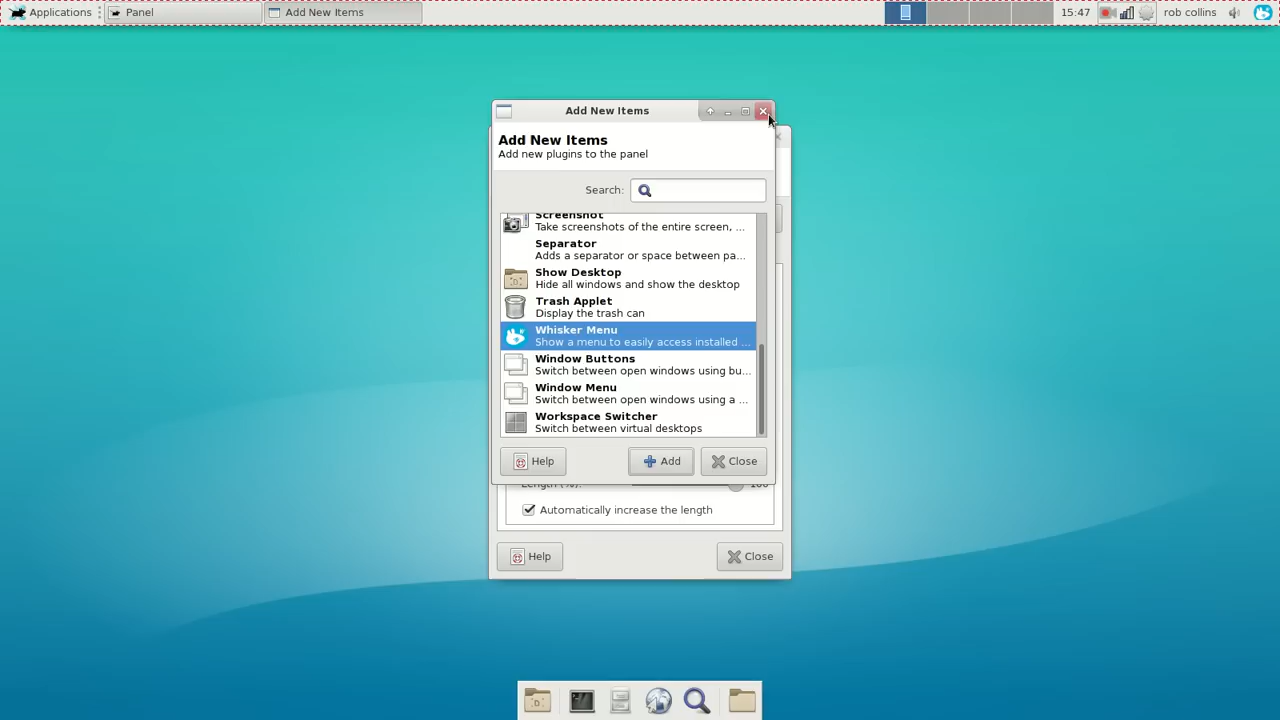 Applications
Panel
Add New Items
15:47
rob collins
Add New Items
Add New Items
Add new plugins to the panel
Search:
Screenshot
Take screenshots of the entire screen, ...
Separator
Adds a separator or space between pa...
Show Desktop
Hide all windows and show the desktop
Trash Applet
Display the trash can
Whisker Menu
Show a menu to easily access installed ...
Window Buttons
Switch between open windows using bu...
Window Menu
Switch between open windows using a ...
Workspace Switcher
Switch between virtual desktops
Help
Add
Close
Length (%):
100
Automatically increase the length
Help
Close